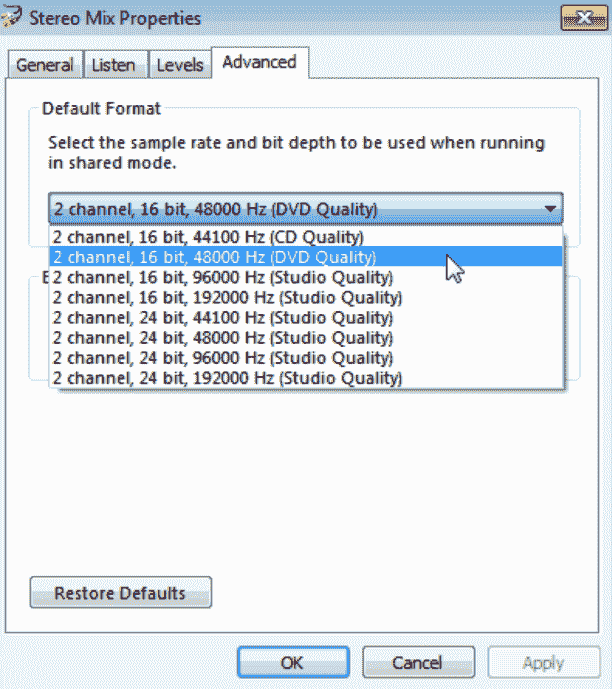 Stereo Mix Properties
General Listen Levels Advanced
Default Format
Select the sample rate and bit depth to be used when running
in shared mode.
2 channel, 16 bit, 48000 Hz (DVD Quality)
2 channel, 16 bit, 44100 Hz (CD Quality)
2 channel, 16 bit, 48000 Hz (DVD Quality)
2 channel, 16 bit, 96000 Hz (Studio Quality)
2 channel, 16 bit, 192000 Hz (Studio Quality)
2 channel, 24 bit, 44100 Hz (Studio Quality)
2 channel, 24 bit, 48000 Hz (Studio Quality)
2 channel, 24 bit, 96000 Hz (Studio Quality)
2 channel, 24 bit, 192000 Hz (Studio Quality)
Restore Defaults
OK Cancel Apply